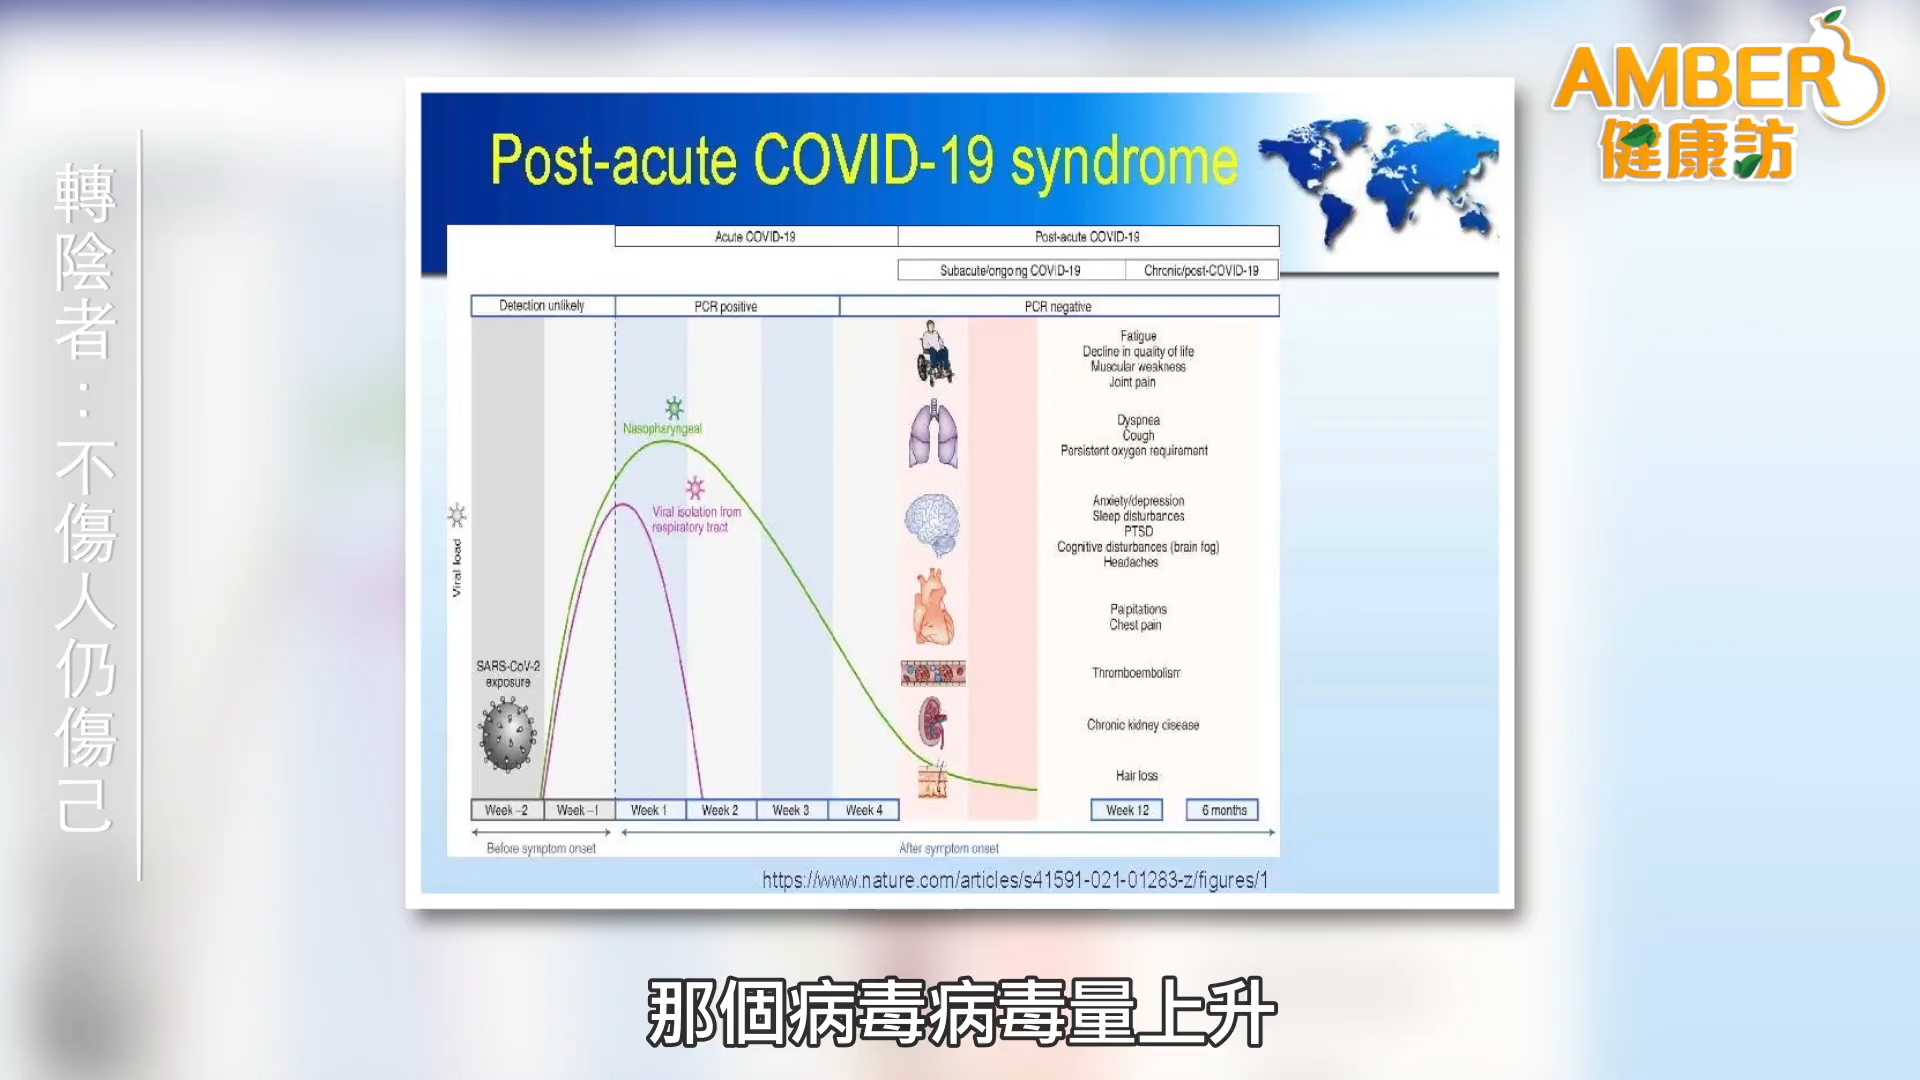 AMBER
健康訪
轉陰者：不傷人仍傷己
Post-acute COVID-19 syndrome
Acute COVID-19
Post-acute COVID-19
Subacute/ongoing COVID-19
Chronic/post-COVID-19
Detection unlikely
PCR positive
PCR negative
Fatigue
Decline in quality of life
Muscular weakness
Joint pain
Nasopharyngeal
Dyspnea
Cough
Persistent oxygen requirement
Viral isolation from
respiratory tract
Anxiety/depression
Sleep disturbances
PTSD
Cognitive disturbances (brain fog)
Headaches
Viral load
Palpitations
Chest pain
SARS-CoV-2
exposure
Thromboembolism
Chronic kidney disease
Hair loss
Week –2
Week –1
Week 1
Week 2
Week 3
Week 4
Week 12
6 months
Before symptom onset
After symptom onset
https://www.nature.com/articles/s41591-021-01283-z/figures/1
那個病毒病毒量上升